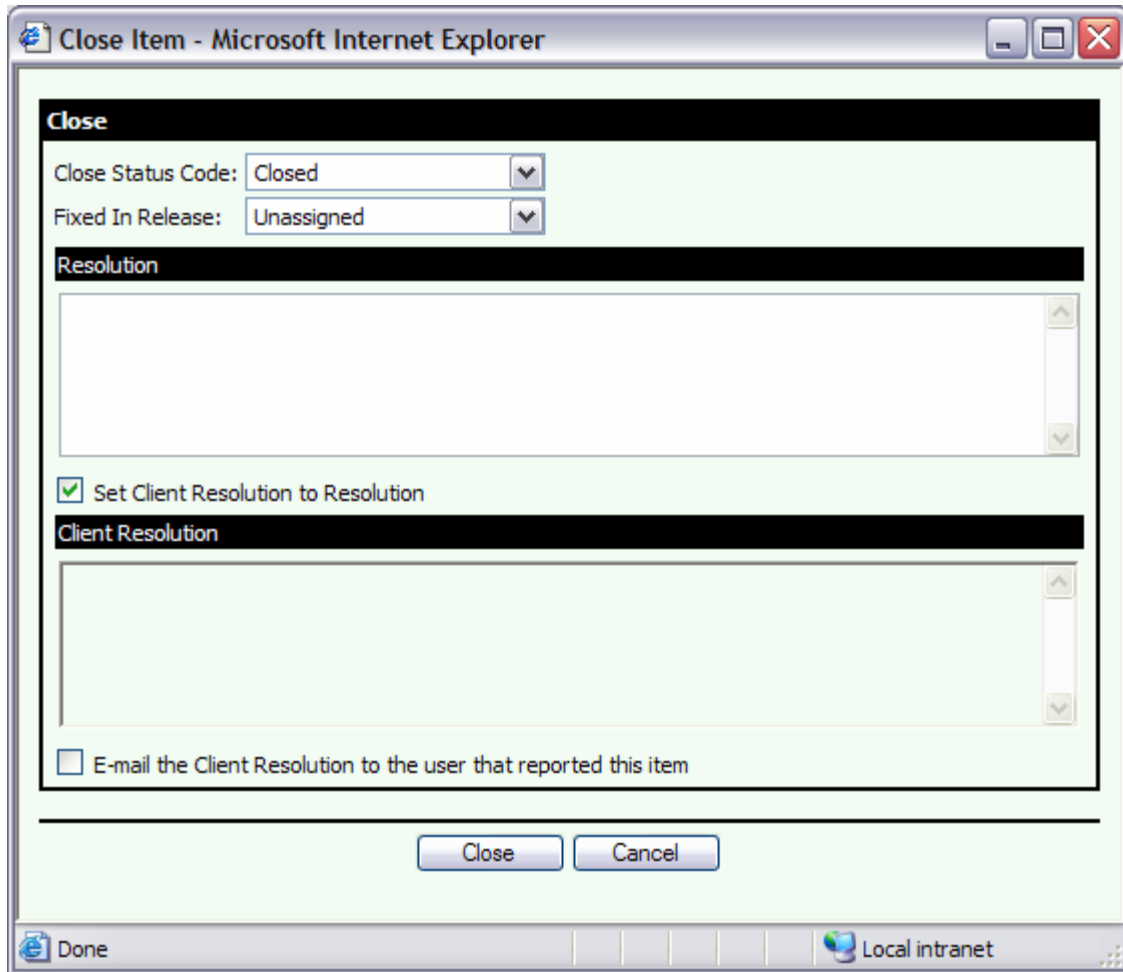 Close Item - Microsoft Internet Explorer
Close
Close Status Code: Closed
Fixed In Release: Unassigned
Resolution
Set Client Resolution to Resolution
Client Resolution
E-mail the Client Resolution to the user that reported this item
Close Cancel
Done Local intranet